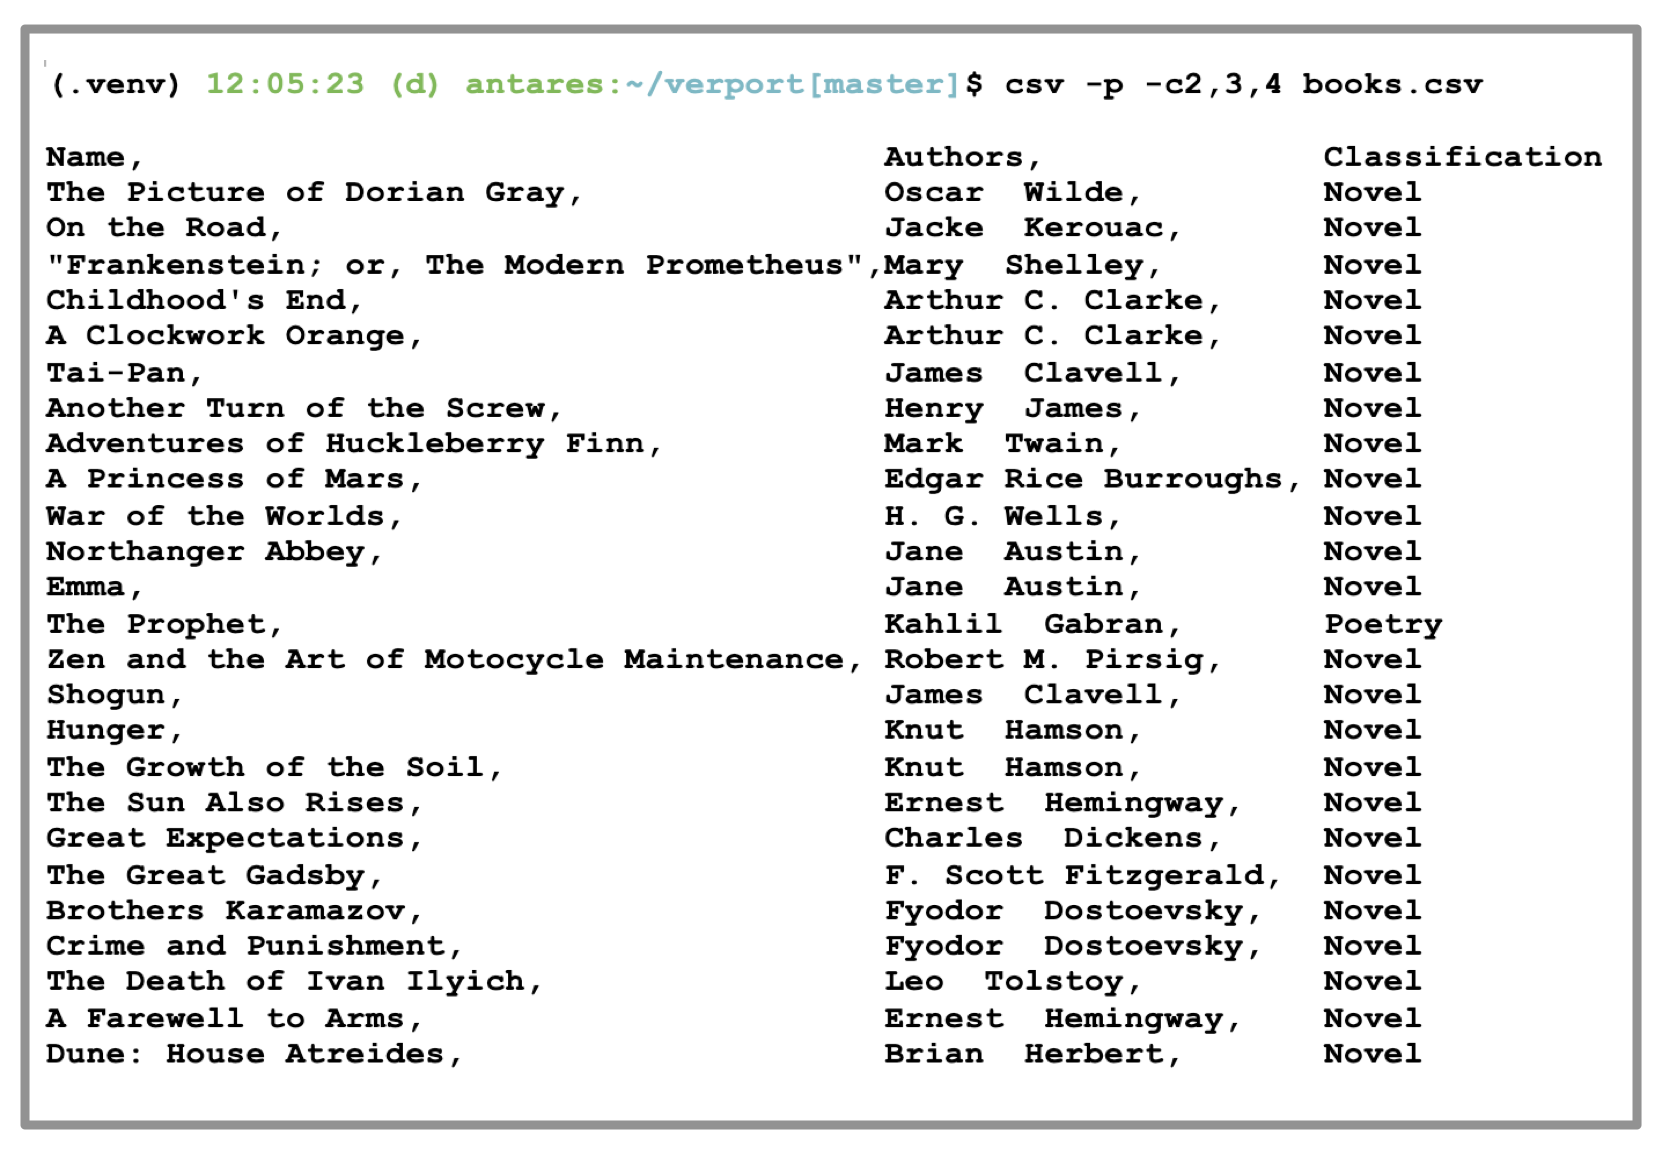 (.venv) 12:05:23 (d) antares:~/verport[master]$ csv -p -c2,3,4 books.csv
Name,                                     Authors,              Classification
The Picture of Dorian Gray,               Oscar  Wilde,         Novel
On the Road,                              Jacke  Kerouac,       Novel
"Frankenstein; or, The Modern Prometheus",Mary  Shelley,        Novel
Childhood's End,                          Arthur C. Clarke,     Novel
A Clockwork Orange,                       Arthur C. Clarke,     Novel
Tai-Pan,                                  James  Clavell,       Novel
Another Turn of the Screw,                Henry  James,         Novel
Adventures of Huckleberry Finn,           Mark  Twain,          Novel
A Princess of Mars,                       Edgar Rice Burroughs, Novel
War of the Worlds,                        H. G. Wells,          Novel
Northanger Abbey,                         Jane  Austin,         Novel
Emma,                                     Jane  Austin,         Novel
The Prophet,                              Kahlil  Gabran,       Poetry
Zen and the Art of Motocycle Maintenance, Robert M. Pirsig,     Novel
Shogun,                                   James  Clavell,       Novel
Hunger,                                   Knut  Hamson,         Novel
The Growth of the Soil,                   Knut  Hamson,         Novel
The Sun Also Rises,                       Ernest  Hemingway,    Novel
Great Expectations,                       Charles  Dickens,     Novel
The Great Gadsby,                         F. Scott Fitzgerald,  Novel
Brothers Karamazov,                       Fyodor  Dostoevsky,   Novel
Crime and Punishment,                     Fyodor  Dostoevsky,   Novel
The Death of Ivan Ilyich,                 Leo  Tolstoy,         Novel
A Farewell to Arms,                       Ernest  Hemingway,    Novel
Dune: House Atreides,                     Brian  Herbert,       Novel